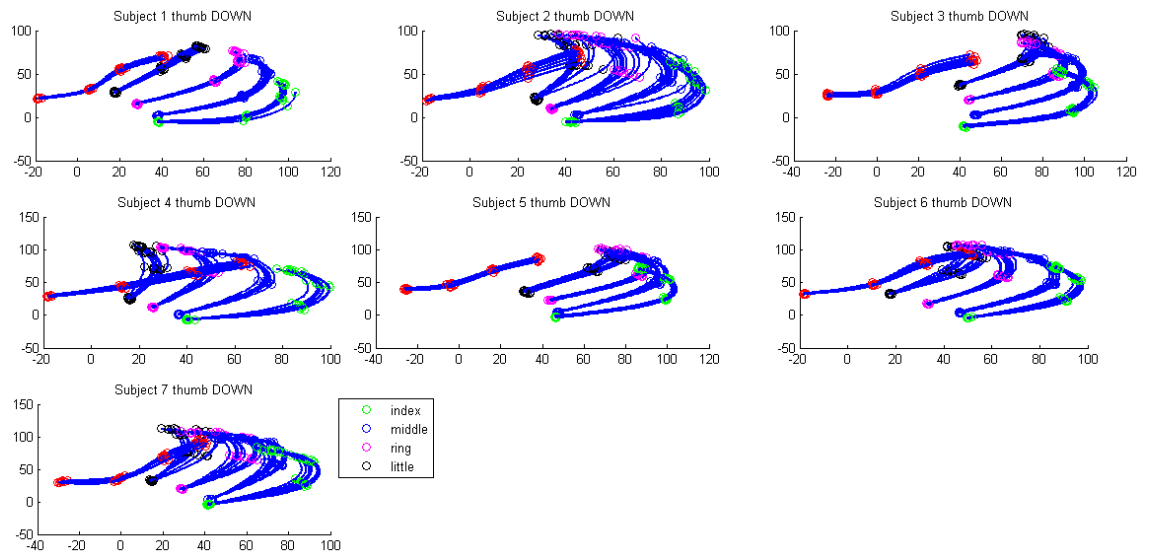 Subject 1 thumb DOWN
100
50
0
-50
-20 0 20 40 60 80 100 120
Subject 2 thumb DOWN
100
50
0
-50
-20 0 20 40 60 80 100
Subject 3 thumb DOWN
100
50
0
-50
-40 -20 0 20 40 60 80 100 120
Subject 4 thumb DOWN
150
100
50
0
-50
-20 0 20 40 60 80 100
Subject 5 thumb DOWN
150
100
50
0
-50
-40 -20 0 20 40 60 80 100 120
Subject 6 thumb DOWN
150
100
50
0
-50
-20 0 20 40 60 80 100
Subject 7 thumb DOWN
150
100
50
0
-50
-40 -20 0 20 40 60 80 100
index
middle
ring
little